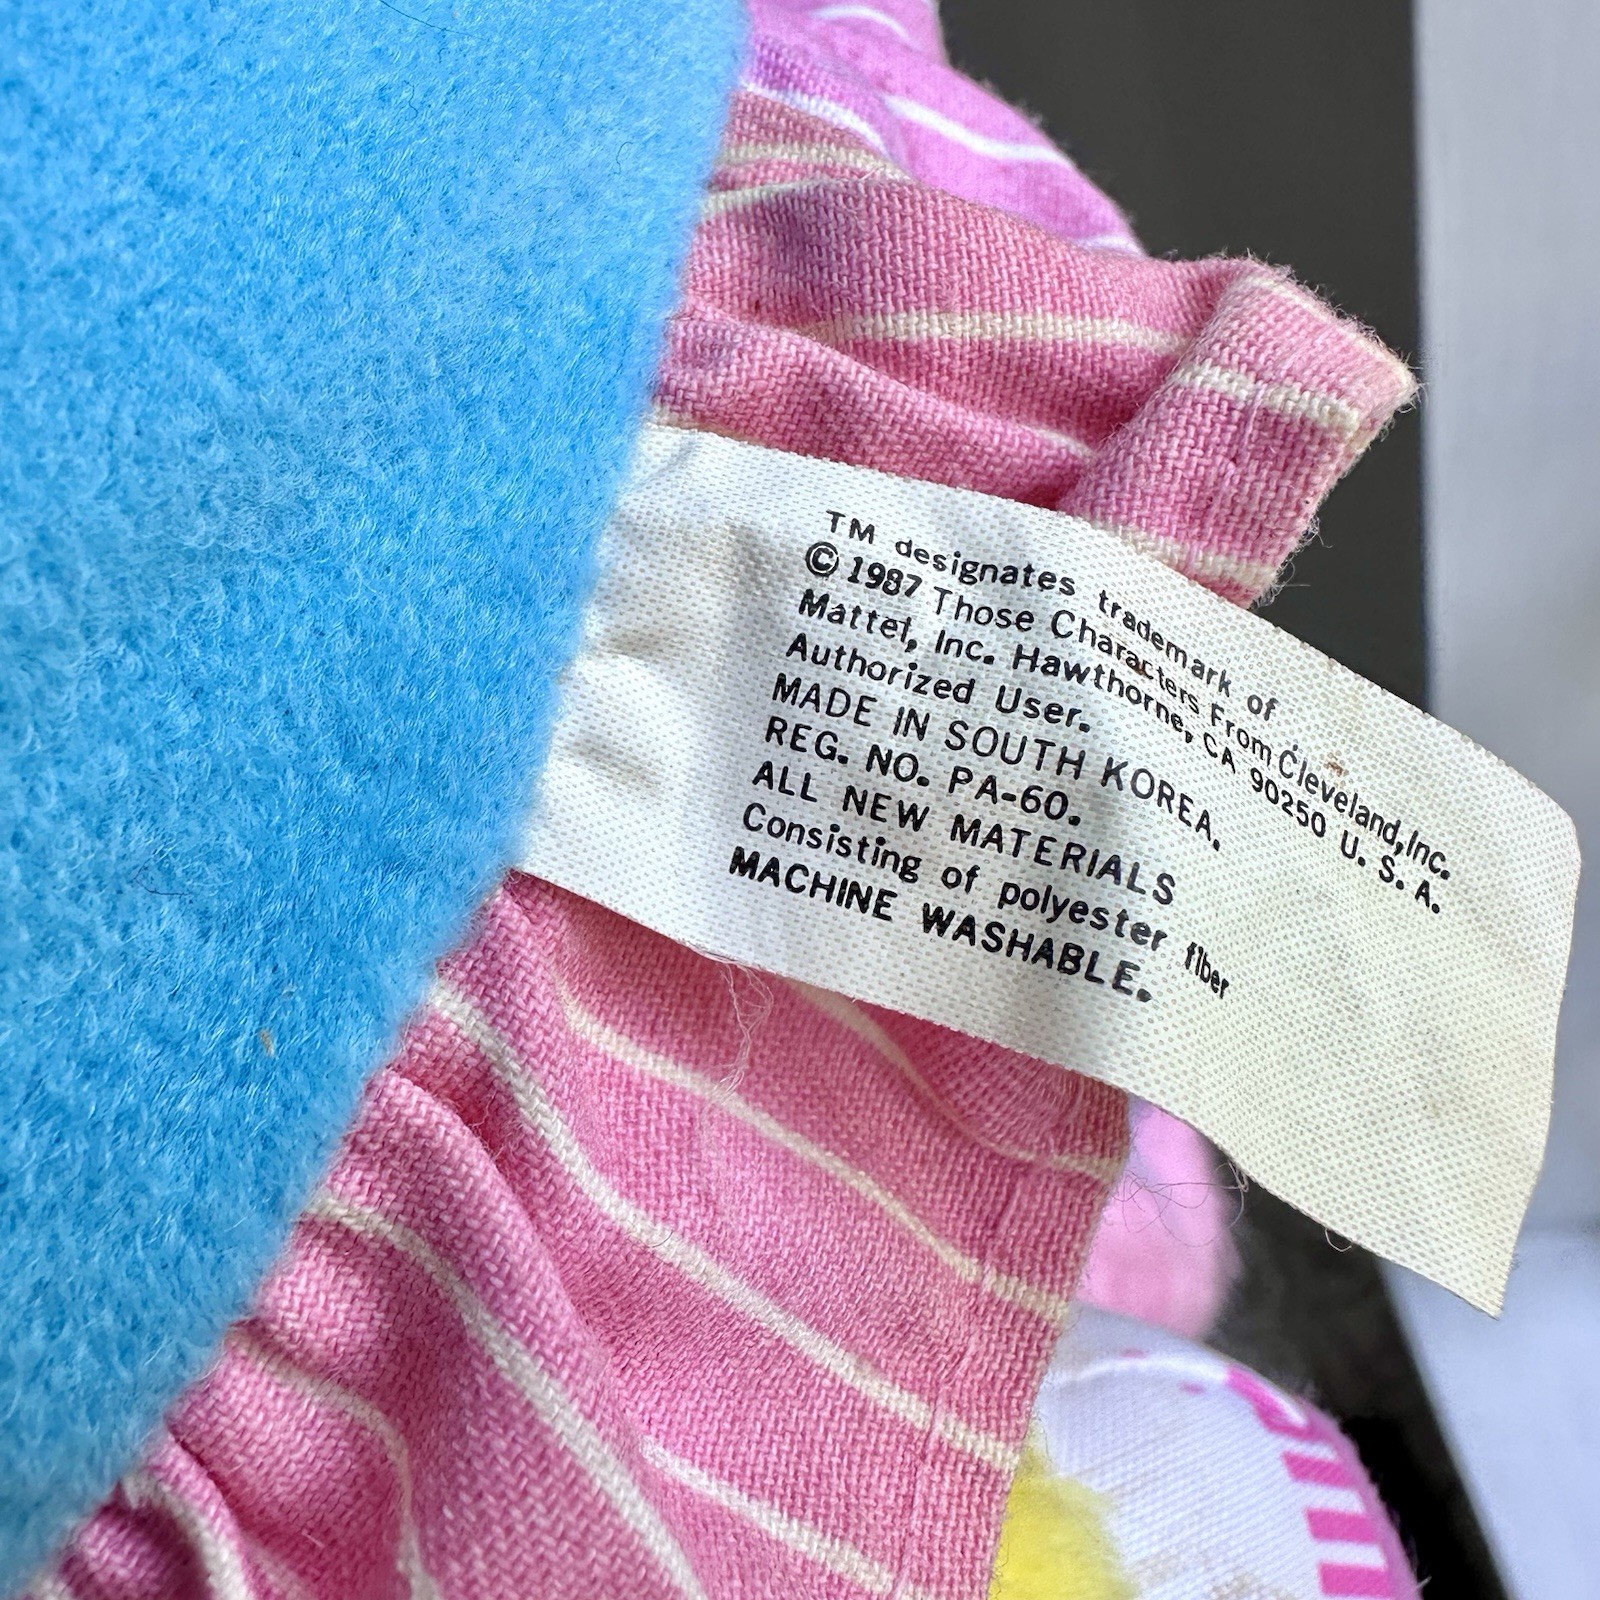 TM designates trademark of
© 1987 Those Characters From Cleveland, Inc.
Mattel, Inc. Hawthorne, CA 90250 U. S. A.
Authorized User.
MADE IN SOUTH KOREA.
REG. NO. PA-60.
ALL NEW MATERIALS
Consisting of polyester fiber
MACHINE WASHABLE.